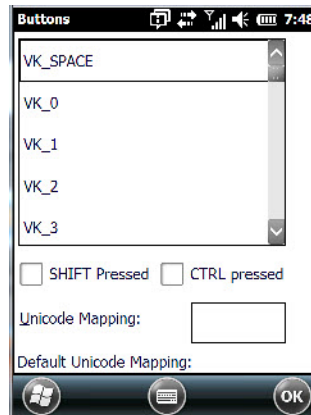 Buttons 7:48
VK_SPACE
VK_0
VK_1
VK_2
VK_3
SHIFT Pressed CTRL pressed
Unicode Mapping:
Default Unicode Mapping:
OK